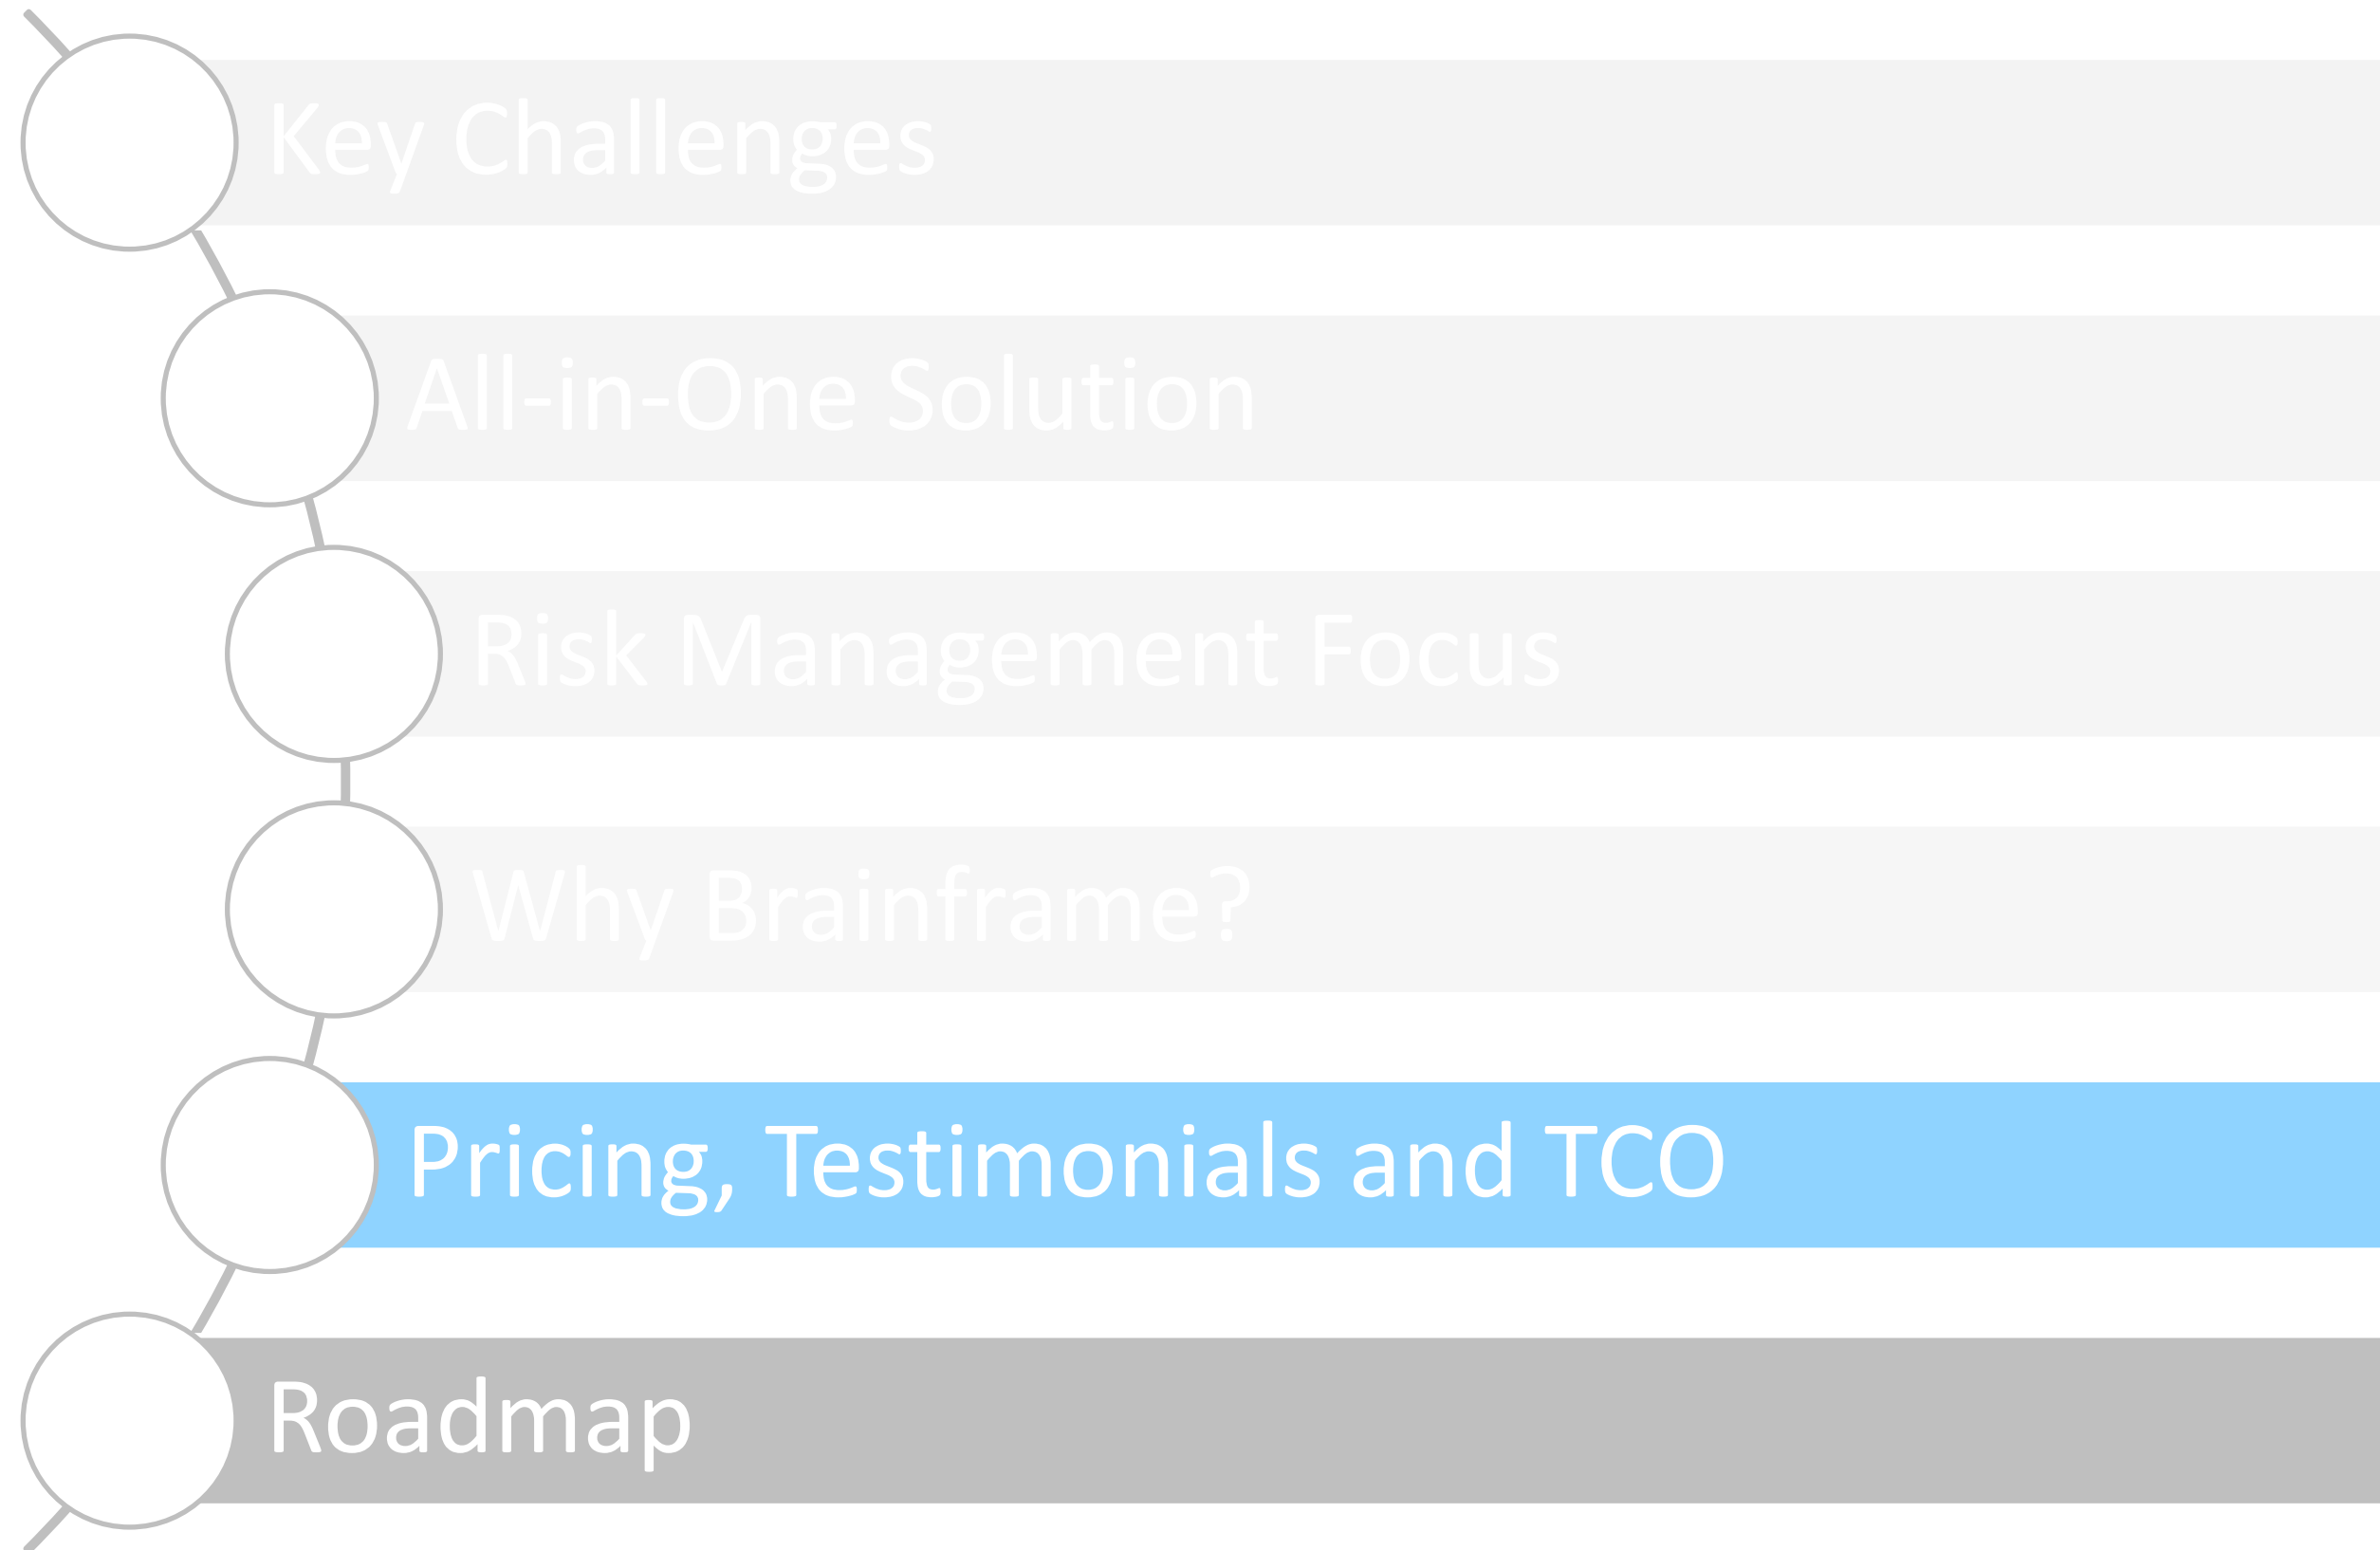 Key Challenges
All-in-One Solution
Risk Management Focus
Why Brainframe?
Pricing, Testimonials and TCO
Roadmap